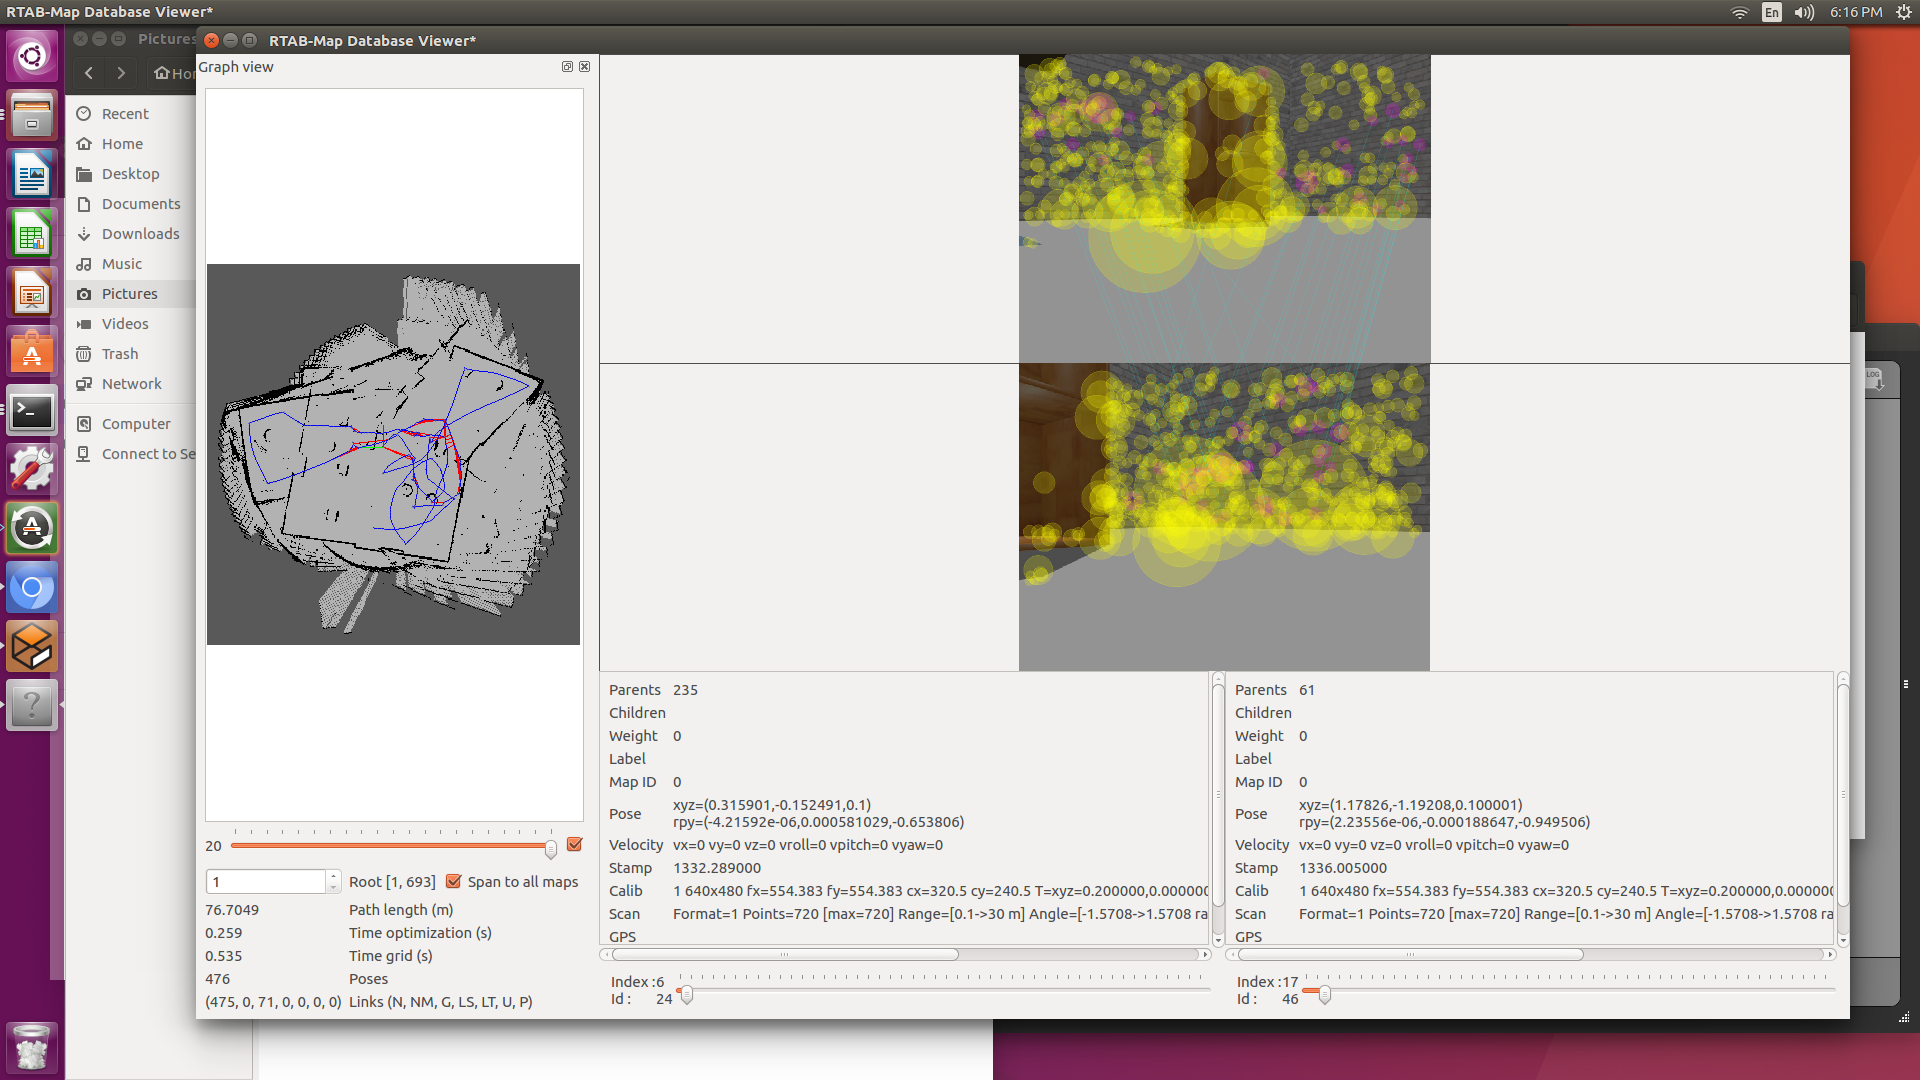 RTAB-Map Database Viewer*
En
6:16 PM
Pictures
RTAB-Map Database Viewer*
Graph view
Recent
Home
Desktop
Documents
Downloads
Music
Pictures
Videos
Trash
Network
Computer
Connect to Se
LOG
20
1
Root [1, 693]
Span to all maps
76.7049 Path length (m)
0.259 Time optimization (s)
0.535 Time grid (s)
476 Poses
(475, 0, 71, 0, 0, 0, 0) Links (N, NM, G, LS, LT, U, P)
Parents 235
Children
Weight 0
Label
Map ID 0
Pose xyz=(0.315901,-0.152491,0.1)
rpy=(-4.21592e-06,0.000581029,-0.653806)
Velocity vx=0 vy=0 vz=0 vroll=0 vpitch=0 vyaw=0
Stamp 1332.289000
Calib 1 640x480 fx=554.383 fy=554.383 cx=320.5 cy=240.5 T=xyz=0.200000,0.000000
Scan Format=1 Points=720 [max=720] Range=[0.1->30 m] Angle=[-1.5708->1.5708 ra
GPS
Index :6
Id : 24
Parents 61
Children
Weight 0
Label
Map ID 0
Pose xyz=(1.17826,-1.19208,0.100001)
rpy=(2.23556e-06,-0.000188647,-0.949506)
Velocity vx=0 vy=0 vz=0 vroll=0 vpitch=0 vyaw=0
Stamp 1336.005000
Calib 1 640x480 fx=554.383 fy=554.383 cx=320.5 cy=240.5 T=xyz=0.200000,0.000000
Scan Format=1 Points=720 [max=720] Range=[0.1->30 m] Angle=[-1.5708->1.5708 ra
GPS
Index :17
Id : 46